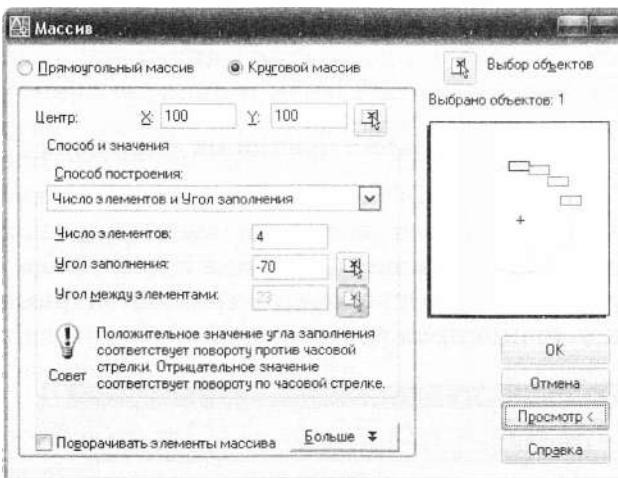 Массив
Прямоугольный массив
Круговой массив
Выбор объектов
Выбрано объектов: 1
Центр: X: 100 Y: 100
Способ и значения
Способ построения:
Число элементов и Угол заполнения
Число элементов: 4
Угол заполнения: -70
Угол между элементами: 23
Положительное значение угла заполнения
соответствует повороту против часовой
стрелки. Отрицательное значение
соответствует повороту по часовой стрелке.
Совет
Поворачивать элементы массива
Больше
OK
Отмена
Просмотр <
Справка